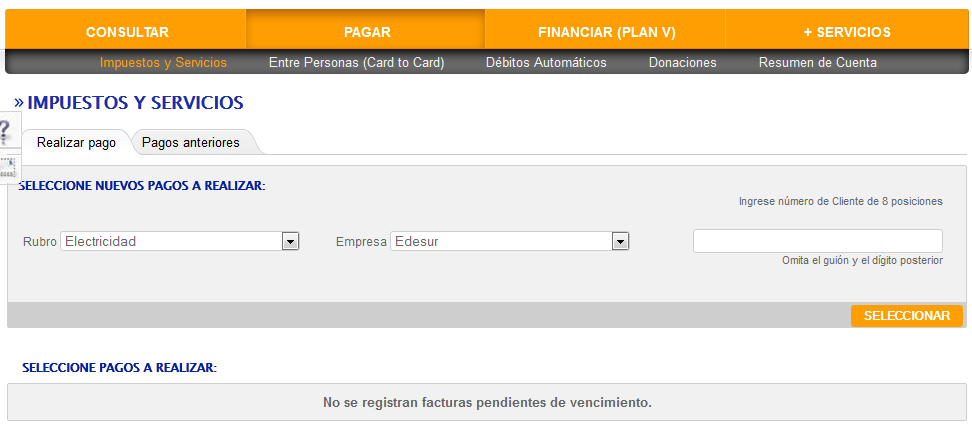 CONSULTAR PAGAR FINANCIAR (PLAN V) + SERVICIOS
Impuestos y Servicios Entre Personas (Card to Card) Débitos Automáticos Donaciones Resumen de Cuenta
» IMPUESTOS Y SERVICIOS
?
Realizar pago Pagos anteriores
SELECCIONE NUEVOS PAGOS A REALIZAR:
Ingrese número de Cliente de 8 posiciones
Rubro Electricidad Empresa Edesur
Omita el guión y el dígito posterior
SELECCIONAR
SELECCIONE PAGOS A REALIZAR:
No se registran facturas pendientes de vencimiento.